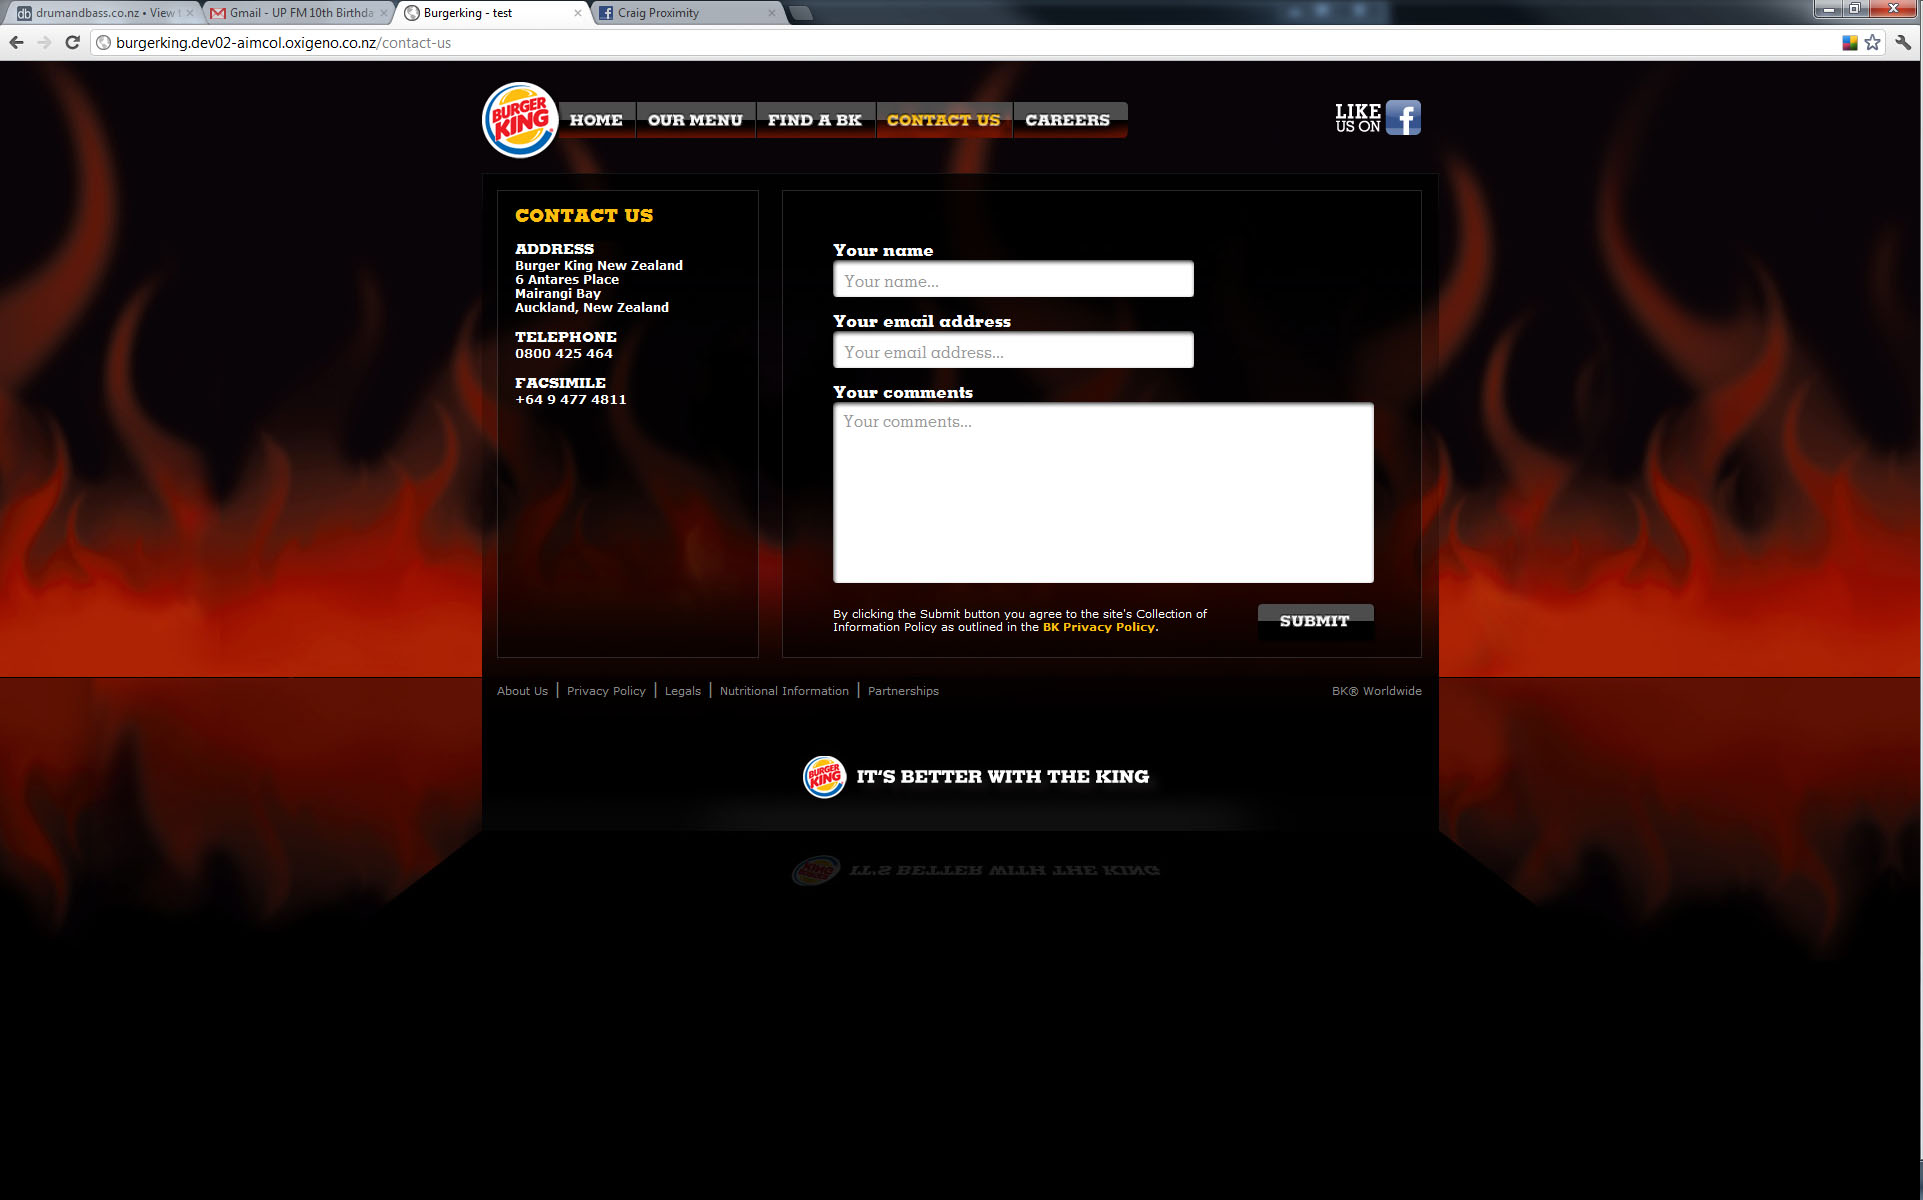 drumandbass.co.nz • View t
Gmail - UP FM 10th Birthda
Burgerking - test
Craig Proximity
burgerking.dev02-aimcol.oxigeno.co.nz/contact-us
BURGER KING
HOME
OUR MENU
FIND A BK
CONTACT US
CAREERS
LIKE
US ON
CONTACT US
ADDRESS
Burger King New Zealand
6 Antares Place
Mairangi Bay
Auckland, New Zealand
TELEPHONE
0800 425 464
FACSIMILE
+64 9 477 4811
Your name
Your name...
Your email address
Your email address...
Your comments
Your comments...
By clicking the Submit button you agree to the site's Collection of
Information Policy as outlined in the BK Privacy Policy.
SUBMIT
About Us | Privacy Policy | Legals | Nutritional Information | Partnerships
BK® Worldwide
BURGER KING
IT'S BETTER WITH THE KING
IT'S BETTER WITH THE KING